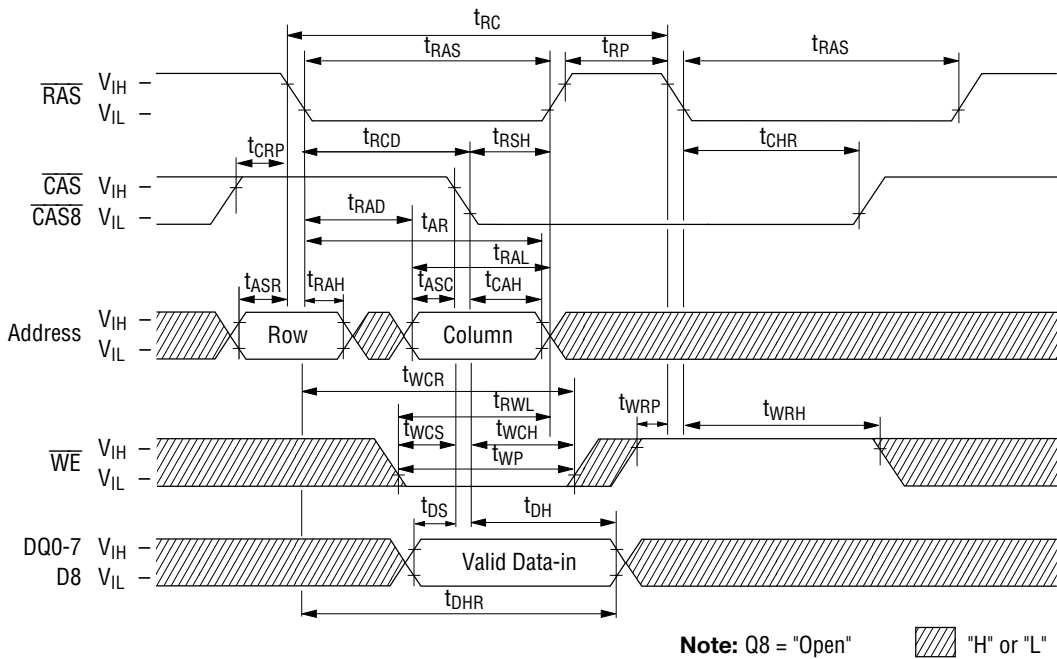 tRC
tRAS tRP tRAS
RAS VIH
VIL
tRCD tRSH tCHR
tCRP
CAS VIH
CAS8 VIL
tRAD
tAR
tRAL
tASR tRAH tASC tCAH
Address VIH
VIL
Row Column
tWCR
tRWL
tWRP tWRH
tWCS tWCH
WE VIH
VIL
tWP
tDS tDH
DQ0-7 VIH
D8 VIL
Valid Data-in
tDHR
Note: Q8 = "Open" "H" or "L"